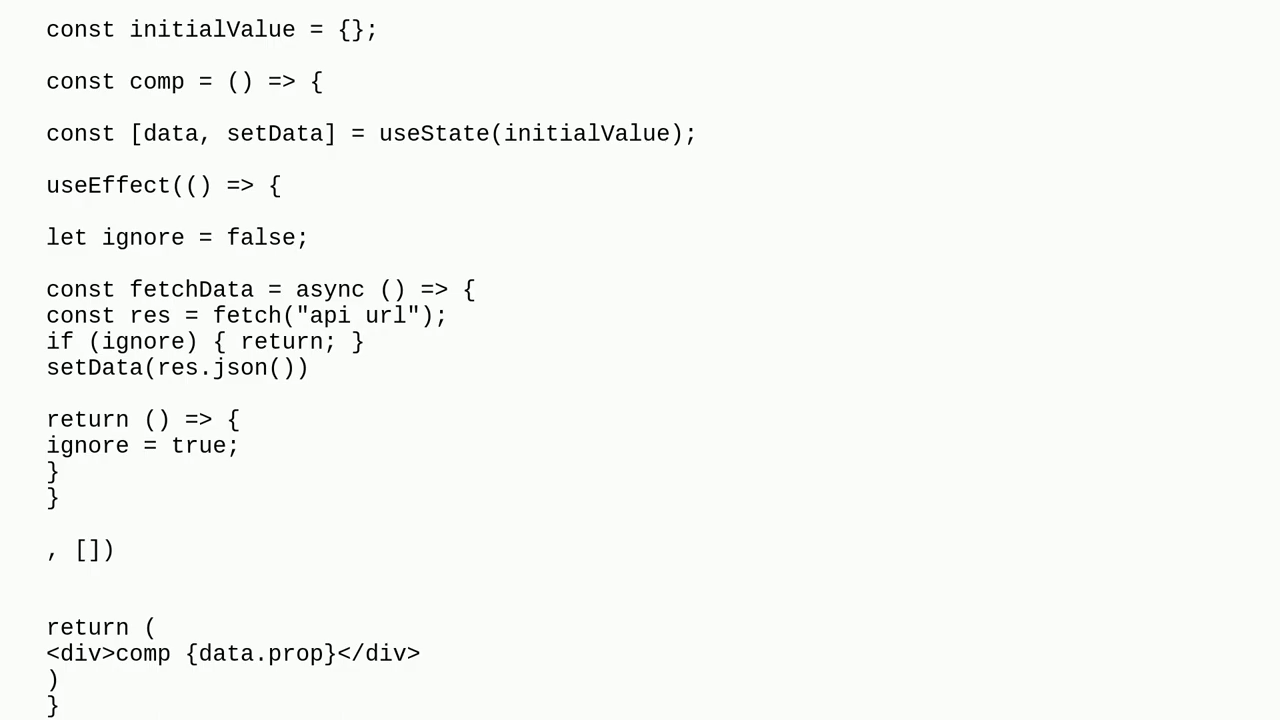 const initialValue = {};
const comp = () => {
const [data, setData] = useState(initialValue);
useEffect(() => {
let ignore = false;
const fetchData = async () => {
const res = fetch("api url");
if (ignore) { return; }
setData(res.json())
return () => {
ignore = true;
}
}
, [])
return (
<div>comp {data.prop}</div>
)
}